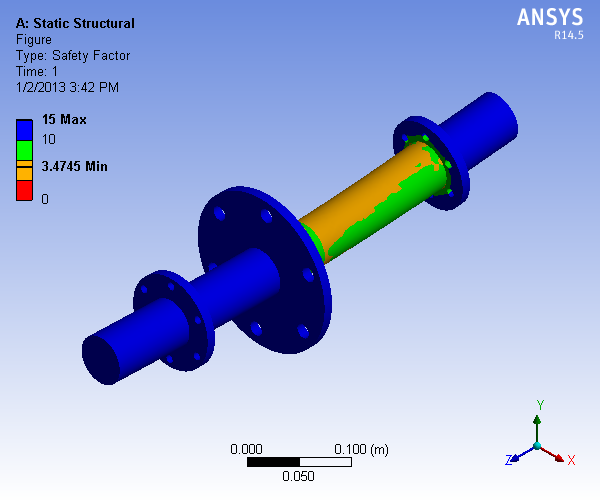 A: Static Structural
Figure
Type: Safety Factor
Time: 1
1/2/2013 3:42 PM
ANSYS
R14.5
15 Max
10
3.4745 Min
0
0.000
0.100 (m)
0.050
Y
Z
X